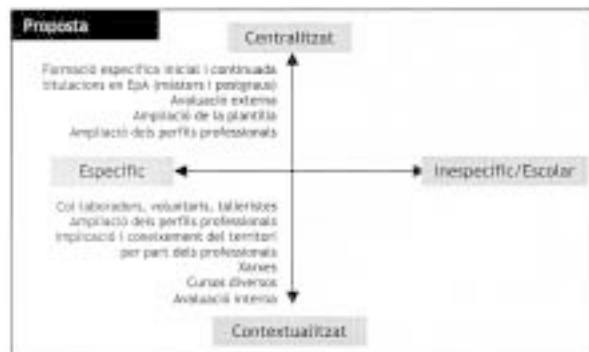 Proposta
Centralitzat
Formació específica inicial i continuada
titulacions en EpA (màsters i postgraus)
Avaluació externa
Ampliació de la plantilla
Ampliació dels perfils professionals
Específic
Inespecífic/Escolar
Col·laboradors, voluntaris, talleristes
Ampliació dels perfils professionals
Implicació i coneixement del territori
per part dels professionals
Xarxes
Cursos diversos
Avaluació interna
Contextualitzat